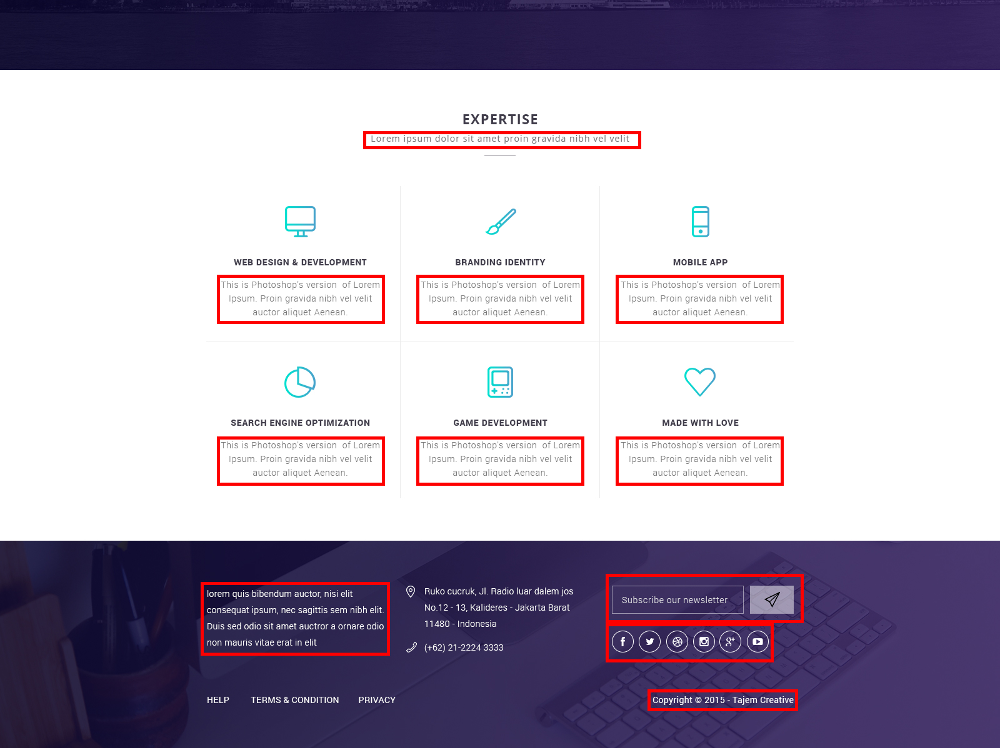 EXPERTISE
Lorem ipsum dolor sit amet proin gravida nibh vel velit
WEB DESIGN & DEVELOPMENT
This is Photoshop's version  of Lorem
Ipsum. Proin gravida nibh vel velit
auctor aliquet Aenean.
BRANDING IDENTITY
This is Photoshop's version  of Lorem
Ipsum. Proin gravida nibh vel velit
auctor aliquet Aenean.
MOBILE APP
This is Photoshop's version  of Lorem
Ipsum. Proin gravida nibh vel velit
auctor aliquet Aenean.
SEARCH ENGINE OPTIMIZATION
This is Photoshop's version  of Lorem
Ipsum. Proin gravida nibh vel velit
auctor aliquet Aenean.
GAME DEVELOPMENT
This is Photoshop's version  of Lorem
Ipsum. Proin gravida nibh vel velit
auctor aliquet Aenean.
MADE WITH LOVE
This is Photoshop's version  of Lorem
Ipsum. Proin gravida nibh vel velit
auctor aliquet Aenean.
lorem quis bibendum auctor, nisi elit
consequat ipsum, nec sagittis sem nibh elit.
Duis sed odio sit amet auctror a ornare odio
non mauris vitae erat in elit
Ruko cucruk, Jl. Radio luar dalem jos
No.12 - 13, Kalideres - Jakarta Barat
11480 - Indonesia
(+62) 21-2224 3333
Subscribe our newsletter
HELP
TERMS & CONDITION
PRIVACY
Copyright © 2015 - Tajem Creative